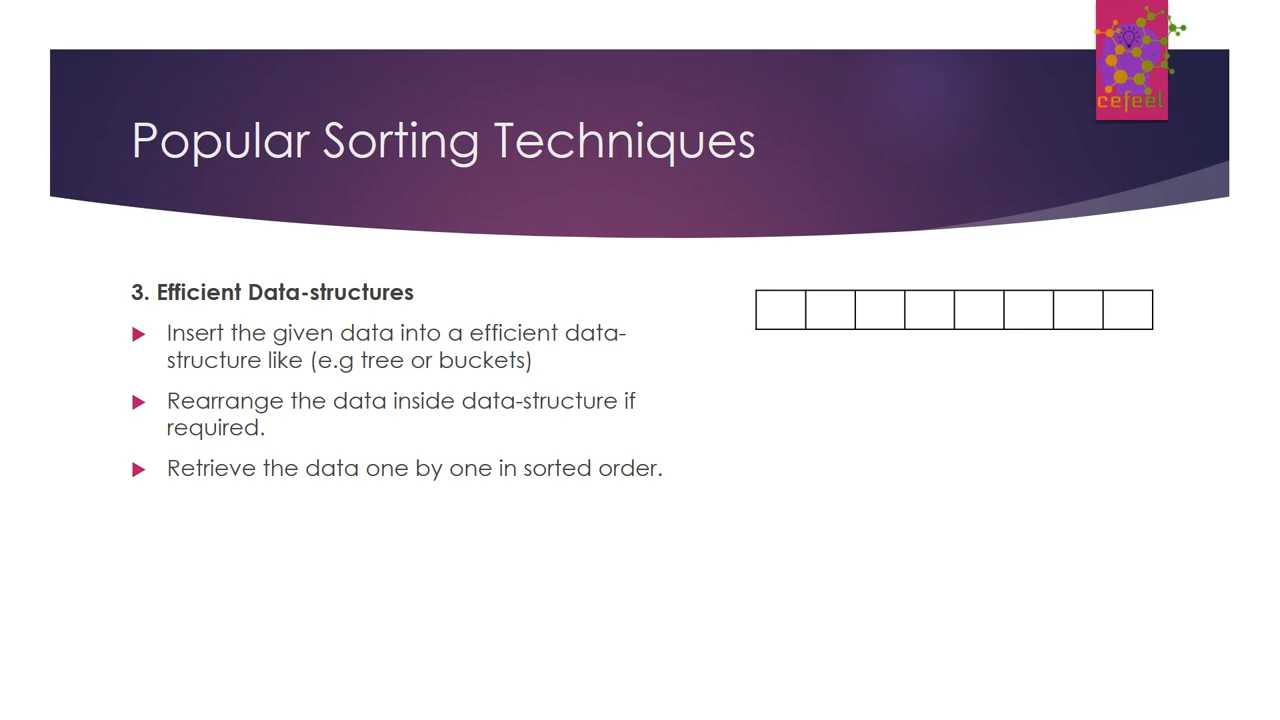 cefeel
Popular Sorting Techniques
3. Efficient Data-structures
Insert the given data into a efficient data-
structure like (e.g tree or buckets)
Rearrange the data inside data-structure if
required.
Retrieve the data one by one in sorted order.